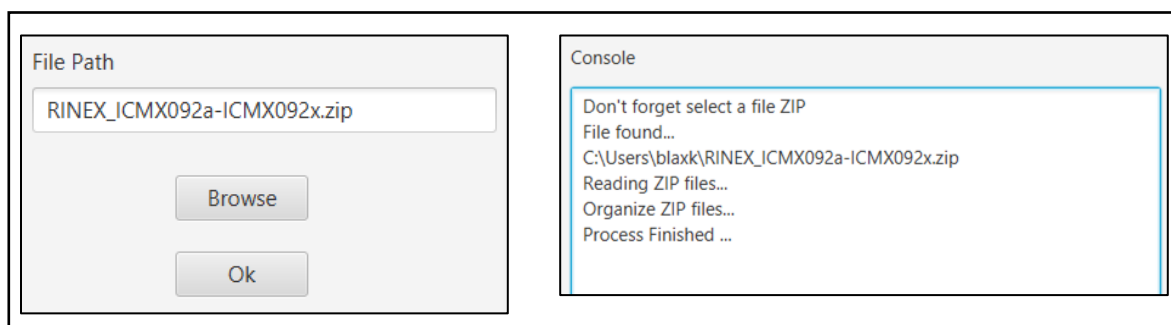 File Path
RINEX_ICMX092a-ICMX092x.zip
Browse
Ok
Console
Don't forget select a file ZIP
File found...
C:\Users\blaxk\RINEX_ICMX092a-ICMX092x.zip
Reading ZIP files...
Organize ZIP files...
Process Finished ...